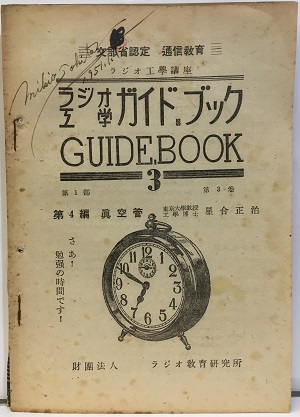 文部省認定 通信教育
ラジオ工學講座
ラジオ工学ガイドブック
GUIDE.BOOK
3
第1部 第3巻
第4編 眞空管 東京大學教授 工學博士 星合正治
さあ!
勉强の時間です!
財團法人 ラジオ敎育研究所